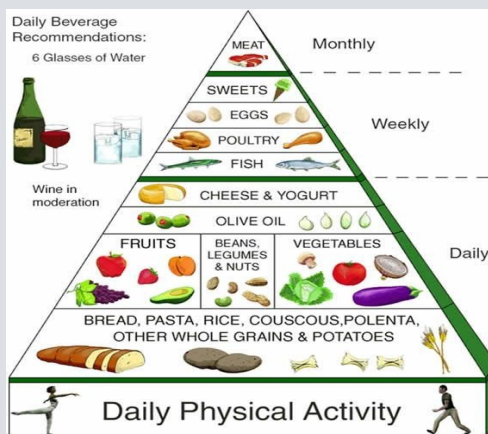 Daily Beverage
Recommendations:
6 Glasses of Water
Wine in
moderation
MEAT
Monthly
SWEETS
EGGS
POULTRY
FISH
Weekly
CHEESE & YOGURT
OLIVE OIL
FRUITS
BEANS,
LEGUMES
& NUTS
VEGETABLES
Daily
BREAD, PASTA, RICE, COUSCOUS,POLENTA,
OTHER WHOLE GRAINS & POTATOES
Daily Physical Activity